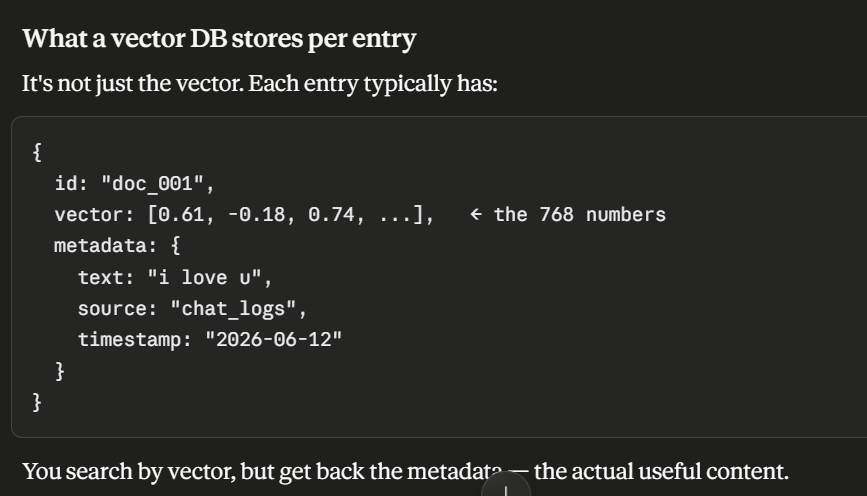 What a vector DB stores per entry
It's not just the vector. Each entry typically has:
{
  id: "doc_001",
  vector: [0.61, -0.18, 0.74, ...],   ← the 768 numbers
  metadata: {
    text: "i love u",
    source: "chat_logs",
    timestamp: "2026-06-12"
  }
}
You search by vector, but get back the metadata — the actual useful content.